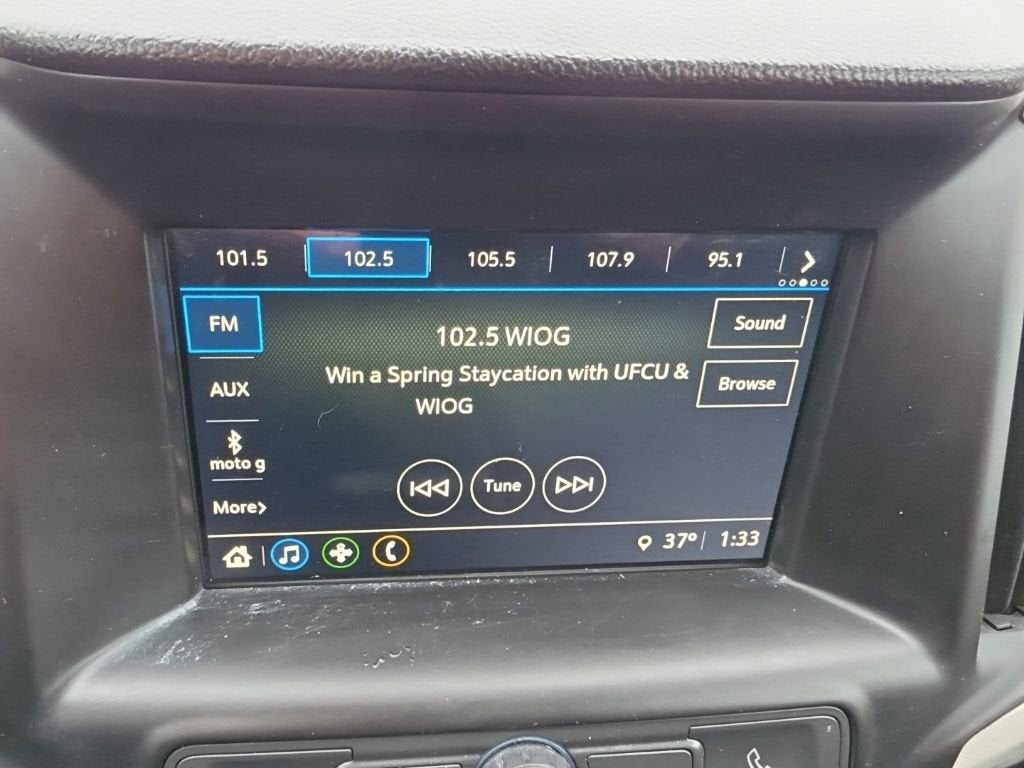 101.5 102.5 105.5 107.9 95.1
FM
102.5 WIOG
Sound
Win a Spring Staycation with UFCU &
WIOG
Browse
AUX
moto g
More>
Tune
37° 1:33